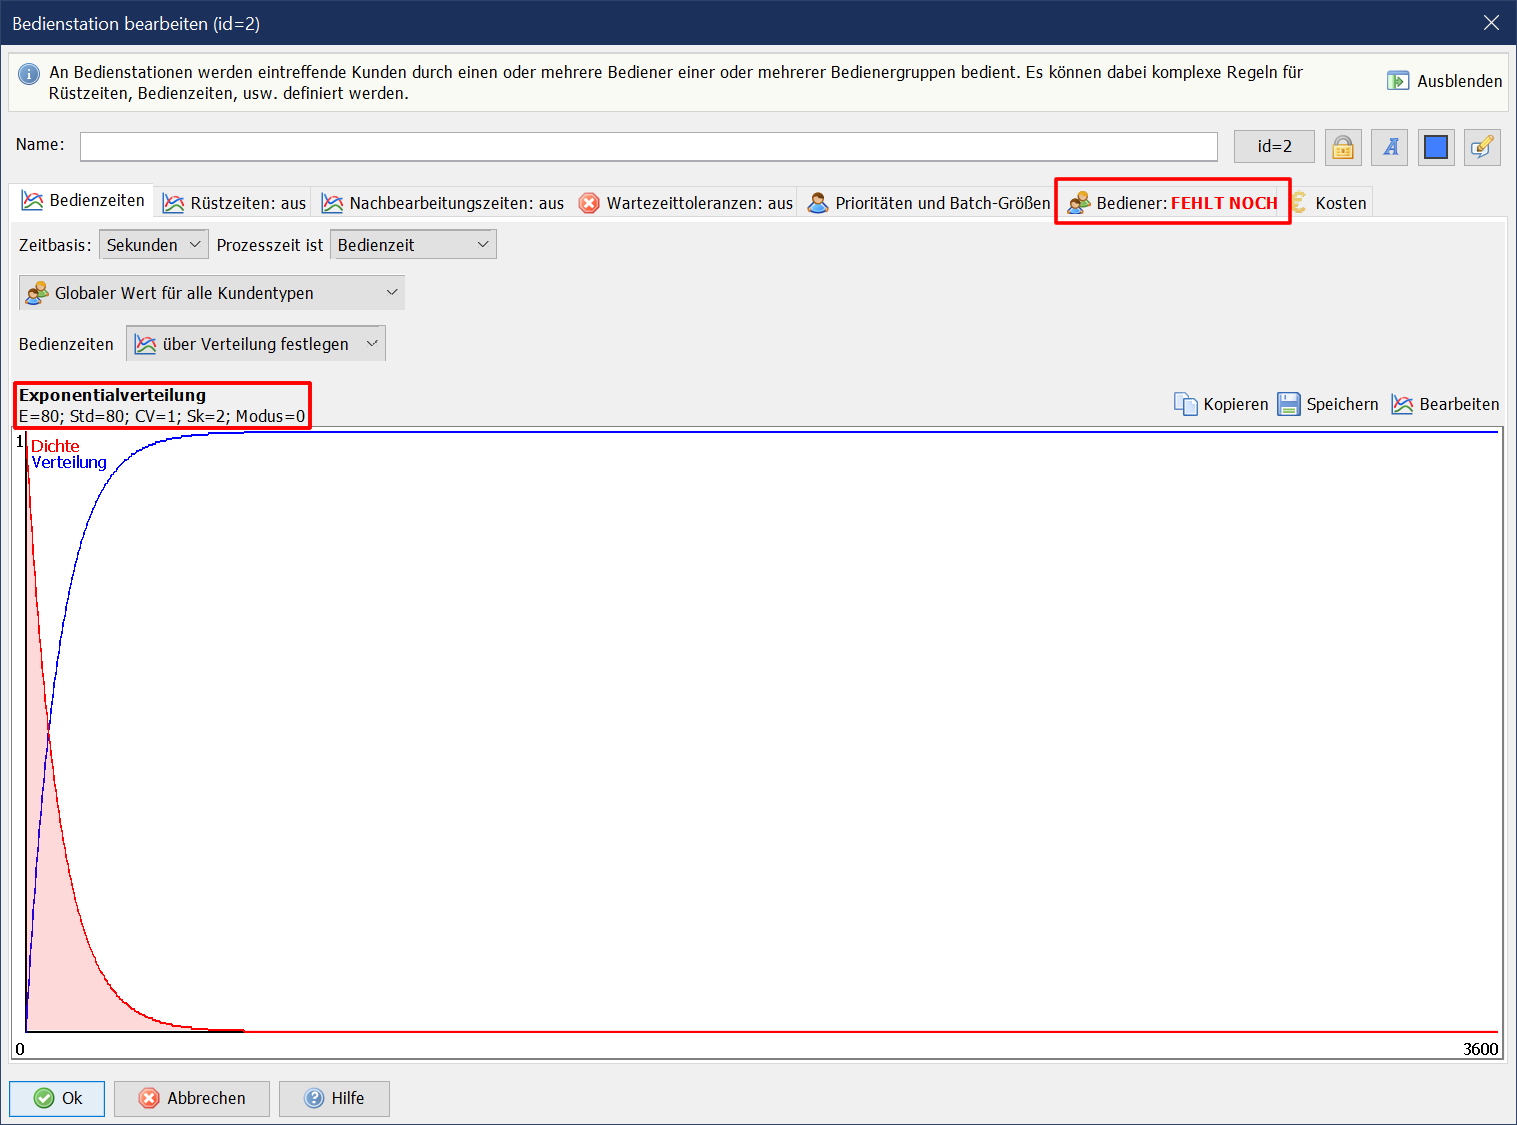 Bedienstation bearbeiten (id=2)
An Bedienstationen werden eintreffende Kunden durch einen oder mehrere Bediener einer oder mehrerer Bedienergruppen bedient. Es können dabei komplexe Regeln für
Rüstzeiten, Bedienzeiten, usw. definiert werden.
Ausblenden
Name:
id=2
Bedienzeiten
Rüstzeiten: aus
Nachbearbeitungszeiten: aus
Wartezeittoleranzen: aus
Prioritäten und Batch-Größen
Bediener: FEHLT NOCH
Kosten
Zeitbasis: Sekunden Prozesszeit ist Bedienzeit
Globaler Wert für alle Kundentypen
Bedienzeiten über Verteilung festlegen
Exponentialverteilung
E=80; Std=80; CV=1; Sk=2; Modus=0
Kopieren Speichern Bearbeiten
1
Dichte
Verteilung
0
3600
Ok Abbrechen Hilfe